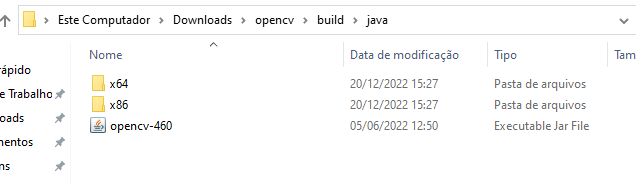 Este Computador > Downloads > opencv > build > java
Nome Data de modificação Tipo Tam
rápido
x64 20/12/2022 15:27 Pasta de arquivos
e Trabalho
x86 20/12/2022 15:27 Pasta de arquivos
oads
opencv-460 05/06/2022 12:50 Executable Jar File
mentos
ns